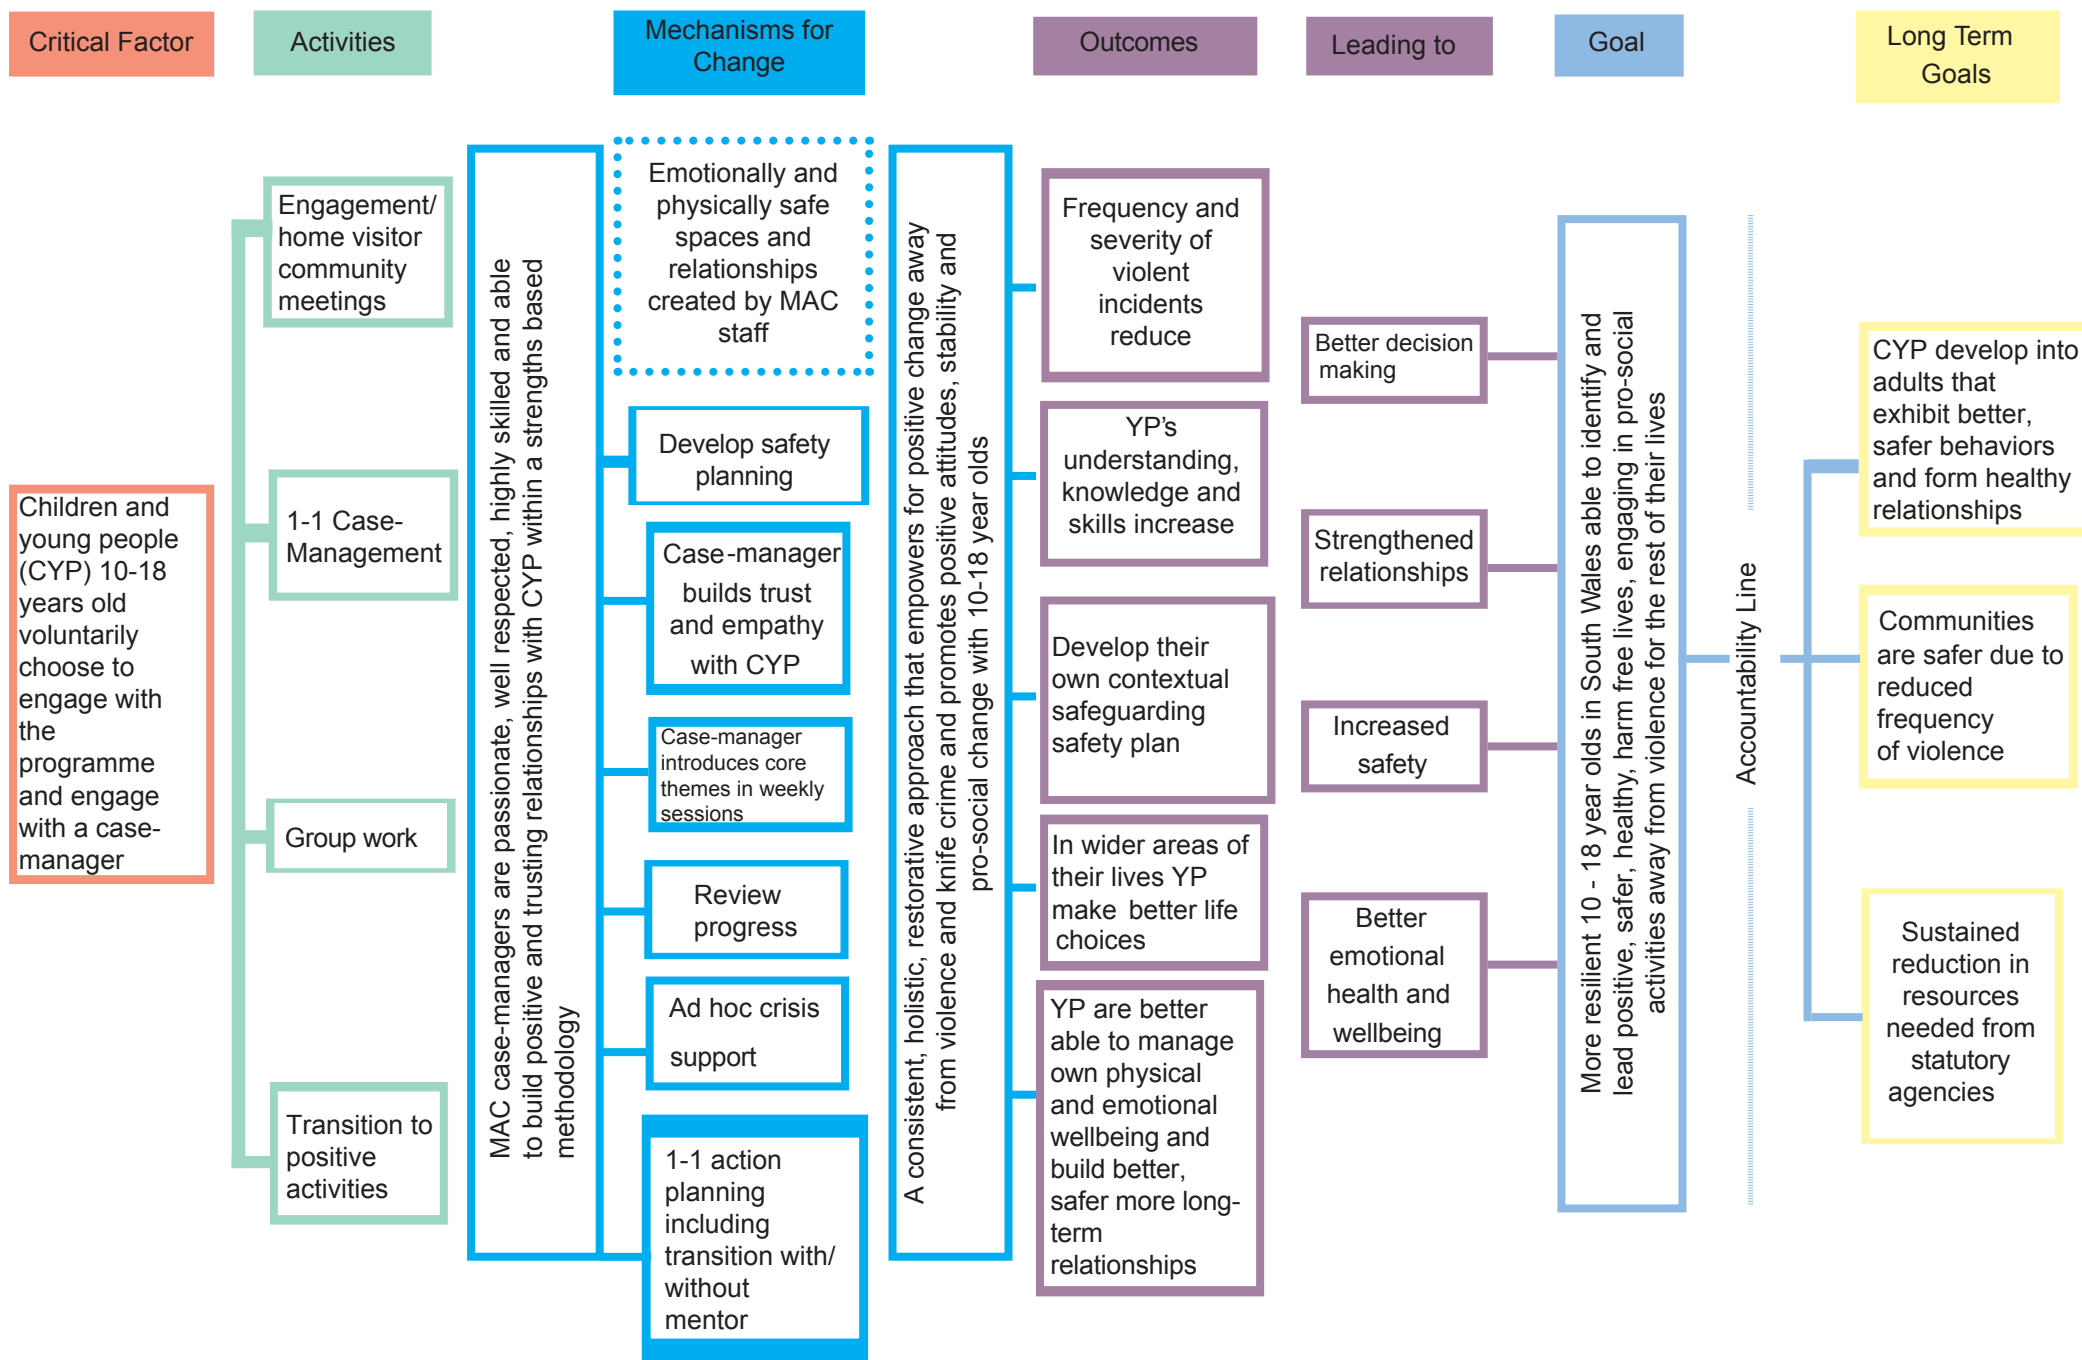 Critical Factor
Activities
Mechanisms for
Change
Outcomes
Leading to
Goal
Long Term
Goals
Children and
young people
(CYP) 10-18
years old
voluntarily
choose to
engage with
the
programme
and engage
with a case-
manager
Engagement/
home visitor
community
meetings
1-1 Case-
Management
Group work
Transition to
positive
activities
MAC case-managers are passionate, well respected, highly skilled and able
to build positive and trusting relationships with CYP within a strengths based
methodology
Emotionally and
physically safe
spaces and
relationships
created by MAC
staff
Develop safety
planning
Case-manager
builds trust
and empathy
with CYP
Case-manager
introduces core
themes in weekly
sessions
Review
progress
Ad hoc crisis
support
1-1 action
planning
including
transition with/
without
mentor
A consistent, holistic, restorative approach that empowers for positive change away
from violence and knife crime and promotes positive attitudes, stability and
pro-social change with 10-18 year olds
Frequency and
severity of
violent
incidents
reduce
YP's
understanding,
knowledge and
skills increase
Develop their
own contextual
safeguarding
safety plan
In wider areas of
their lives YP
make better life
choices
YP are better
able to manage
own physical
and emotional
wellbeing and
build better,
safer more long-
term
relationships
Better decision
making
Strengthened
relationships
Increased
safety
Better
emotional
health and
wellbeing
More resilient 10 - 18 year olds in South Wales able to identify and
lead positive, safer, healthy, harm free lives, engaging in pro-social
activities away from violence for the rest of their lives
Accountability Line
CYP develop into
adults that
exhibit better,
safer behaviors
and form healthy
relationships
Communities
are safer due to
reduced
frequency
of violence
Sustained
reduction in
resources
needed from
statutory
agencies